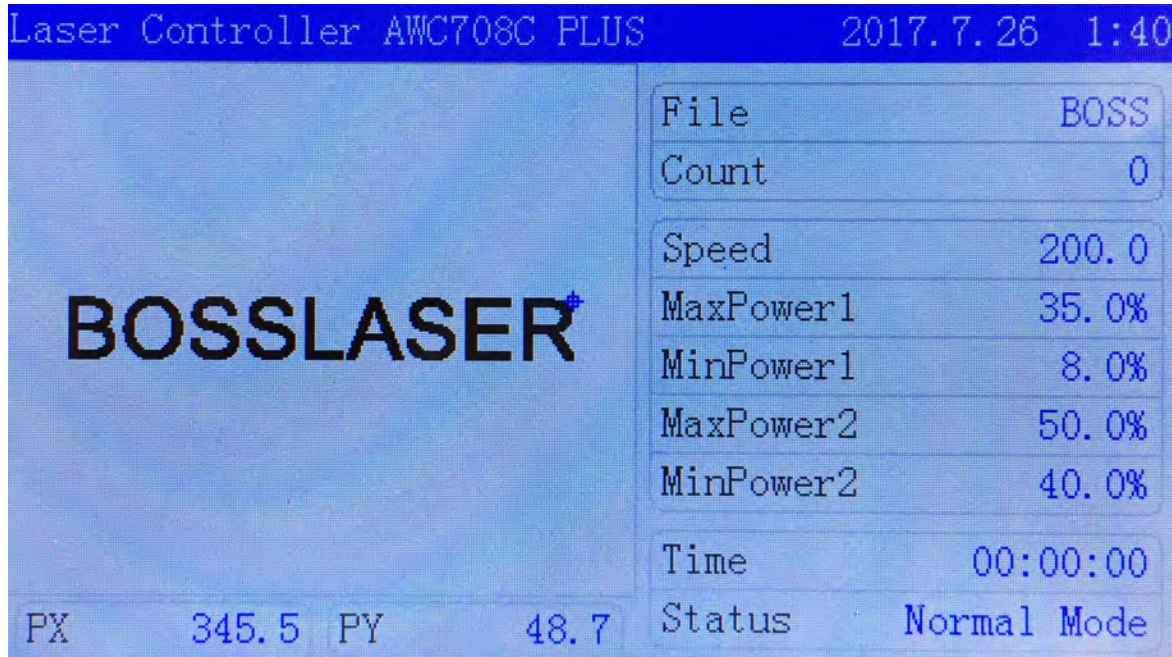 Laser Controller AWC708C PLUS 2017.7.26 1:40
BOSSLASER
File BOSS
Count 0
Speed 200.0
MaxPower1 35.0%
MinPower1 8.0%
MaxPower2 50.0%
MinPower2 40.0%
Time 00:00:00
Status Normal Mode
PX 345.5 PY 48.7